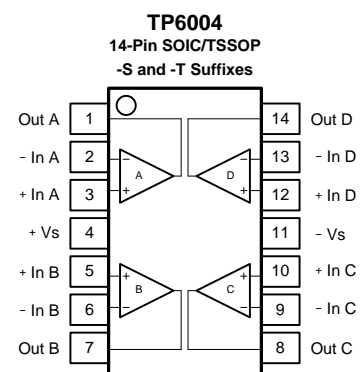 TP6004
14-Pin SOIC/TSSOP
-S and -T Suffixes
Out A 1 14 Out D
- In A 2 13 - In D
+ In A 3 A D 12 + In D
+ Vs 4 11 - Vs
+ In B 5 10 + In C
- In B 6 B C 9 - In C
Out B 7 8 Out C